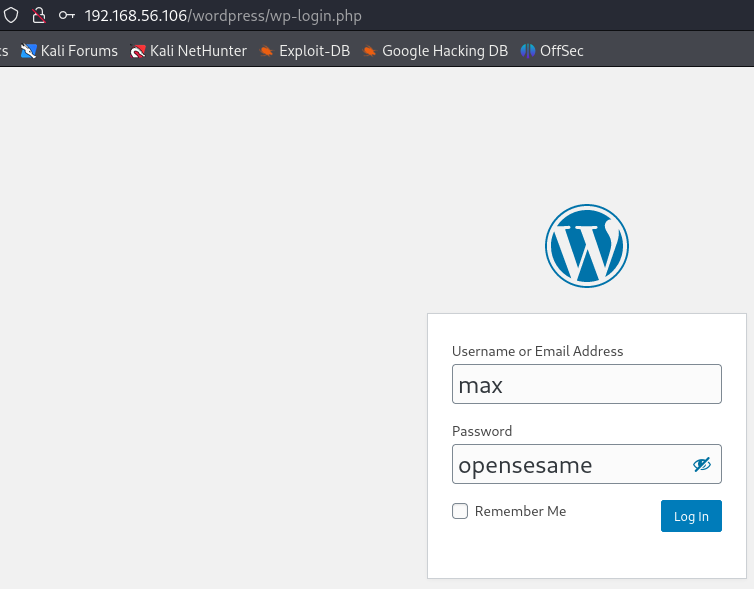 192.168.56.106/wordpress/wp-login.php
ts Kali Forums Kali NetHunter Exploit-DB Google Hacking DB OffSec
Username or Email Address
max
Password
opensesame
Remember Me
Log In